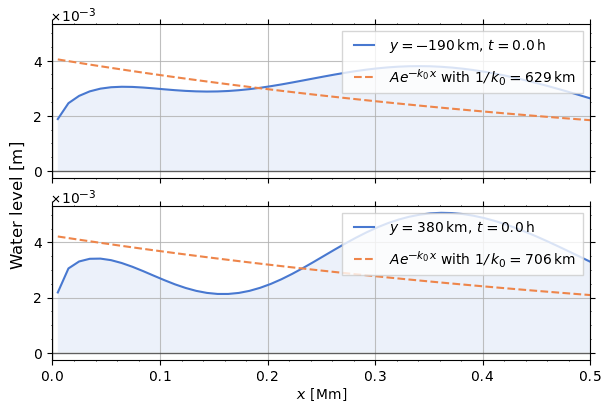 ×10⁻³
y = −190 km, t = 0.0 h
Ae^{−k₀x} with 1/k₀ = 629 km
4
2
0
×10⁻³
y = 380 km, t = 0.0 h
Ae^{−k₀x} with 1/k₀ = 706 km
4
2
0
Water level [m]
0.0 0.1 0.2 0.3 0.4 0.5
x [Mm]